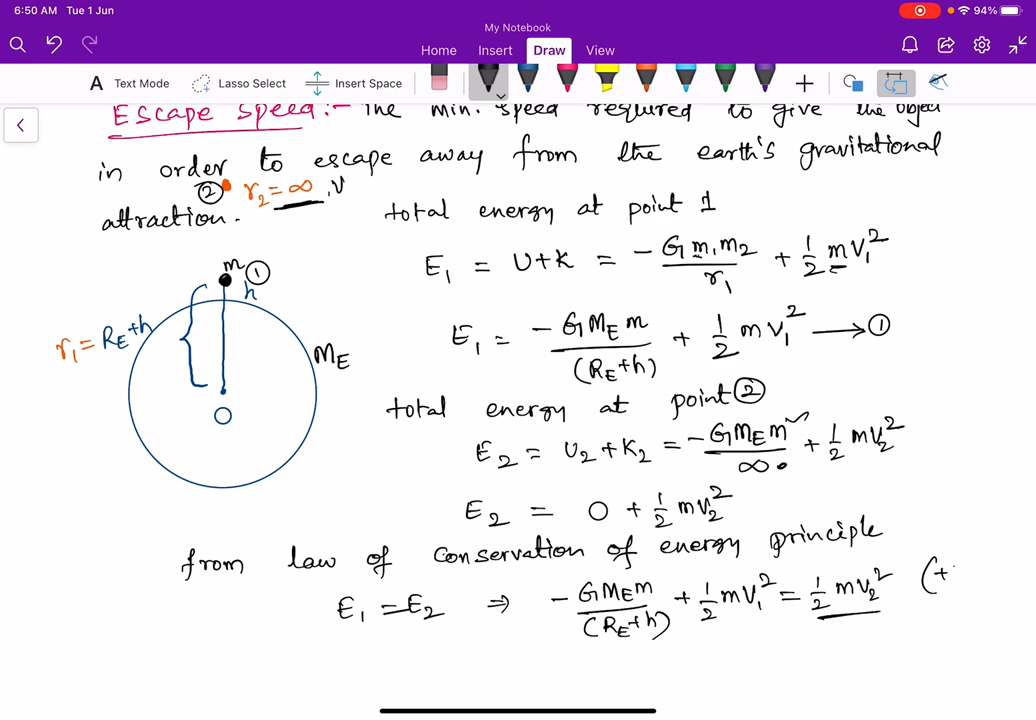 6:50 AM Tue 1 Jun
94%
My Notebook
Home Insert Draw View
A Text Mode Lasso Select Insert Space
Escape Speed:- The min. speed required to give the object
in order to escape away from the earth's gravitational
attraction.
② r₂ = ∞ , V
total energy at point 1
m ①
h
E₁ = U+K = -G m₁m₂/r₁ + 1/2 mV₁²
r₁ = R_E+h
M_E
O
E₁ = -GM_E m/(R_E+h) + 1/2 mV₁² ⟶ ①
total energy at point ②
E₂ = U₂+K₂ = -GM_E m/∞ + 1/2 mV₂²
E₂ = 0 + 1/2 mV₂²
from law of conservation of energy principle
E₁ = E₂ ⇒ -GM_E m/(R_E+h) + 1/2 mV₁² = 1/2 mV₂² (+